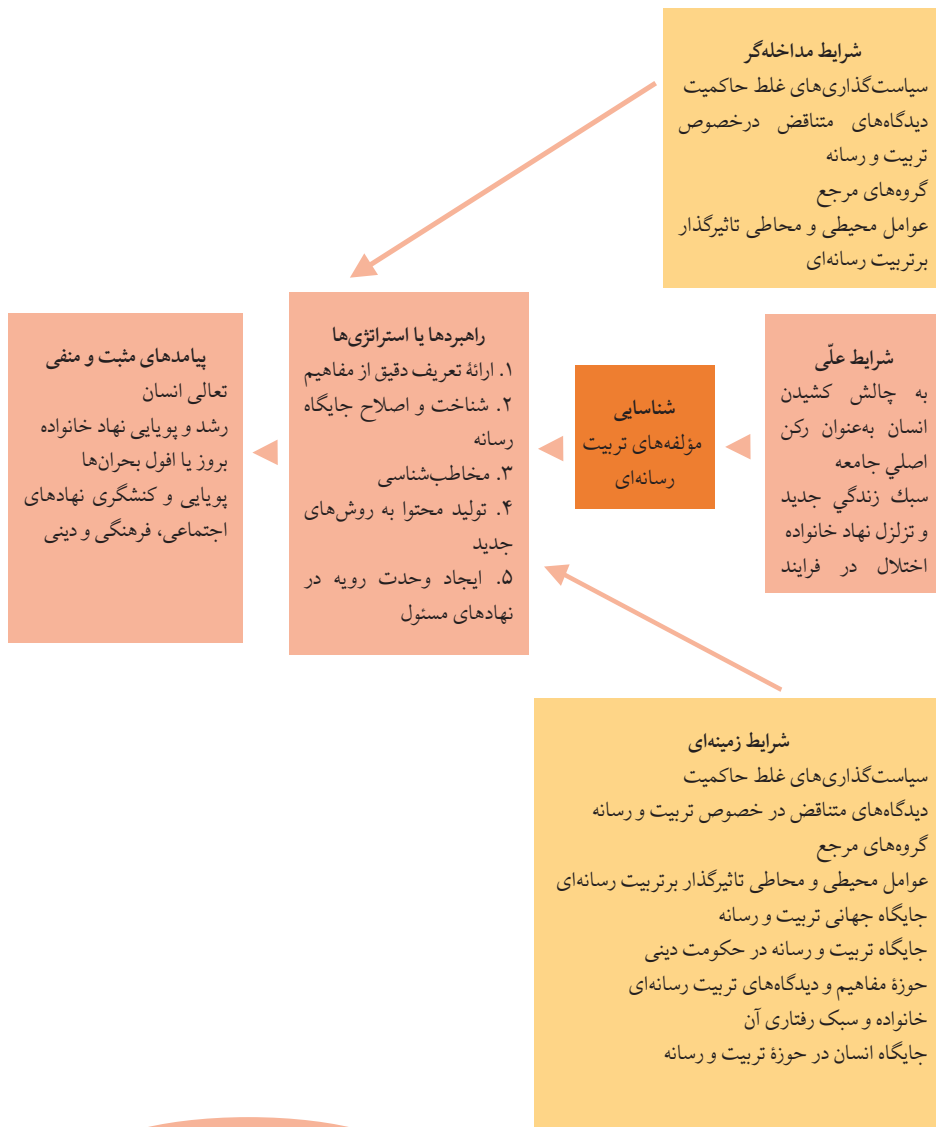 شرایط مداخله‌گر
سیاست‌گذاری‌های غلط حاکمیت
دیدگاه‌های متناقض درخصوص
تربیت و رسانه
گروه‌های مرجع
عوامل محیطی و محاطی تاثیرگذار
برتربیت رسانه‌ای
شرایط علّی
به چالش کشیدن
انسان به‌عنوان رکن
اصلي جامعه
سبك زندگي جديد
و تزلزل نهاد خانواده
اختلال در فرایند
شناسایی
مؤلفه‌های تربیت
رسانه‌ای
راهبردها یا استراتژی‌ها
۱. ارائهٔ تعریف دقیق از مفاهیم
۲. شناخت و اصلاح جایگاه
رسانه
۳. مخاطب‌شناسی
۴. تولید محتوا به روش‌های
جدید
۵. ایجاد وحدت رویه در
نهادهای مسئول
پیامدهای مثبت و منفی
تعالی انسان
رشد و پویایی نهاد خانواده
بروز یا افول بحران‌ها
پویایی و کنشگری نهادهای
اجتماعی، فرهنگی و دینی
شرایط زمینه‌ای
سیاست‌گذاری‌های غلط حاکمیت
دیدگاه‌های متناقض در خصوص تربیت و رسانه
گروه‌های مرجع
عوامل محیطی و محاطی تاثیرگذار برتربیت رسانه‌ای
جایگاه جهانی تربیت و رسانه
جایگاه تربیت و رسانه در حکومت دینی
حوزهٔ مفاهیم و دیدگاه‌های تربیت رسانه‌ای
خانواده و سبک رفتاری آن
جایگاه انسان در حوزهٔ تربیت و رسانه